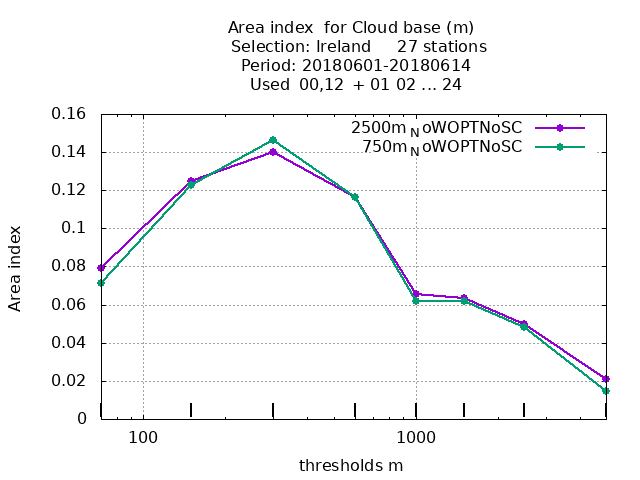 Area index  for Cloud base (m)
Selection: Ireland     27 stations
Period: 20180601-20180614
Used  00,12  + 01 02 ... 24
0.16
0.14
0.12
0.1
0.08
0.06
0.04
0.02
0
Area index
2500m_NoWOPTNoSC
750m_NoWOPTNoSC
100
1000
thresholds m